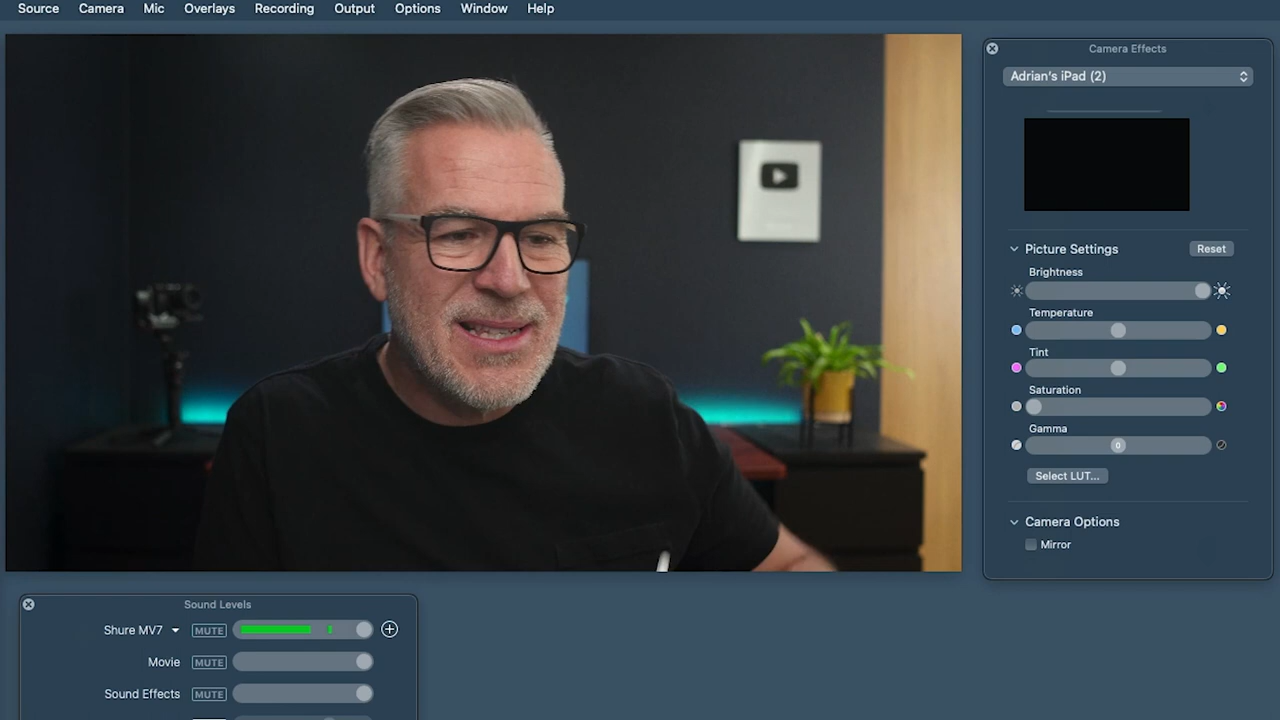 Source Camera Mic Overlays Recording Output Options Window Help
Camera Effects
Adrian's iPad (2)
Picture Settings Reset
Brightness
Temperature
Tint
Saturation
Gamma
0
Select LUT...
Camera Options
Mirror
Sound Levels
Shure MV7 MUTE
Movie MUTE
Sound Effects MUTE